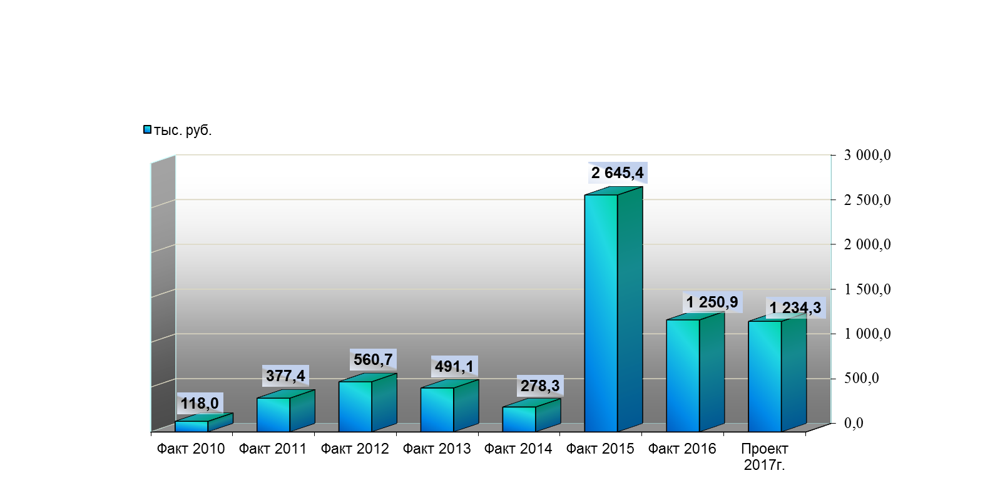 тыс. руб.
3 000,0
2 500,0
2 000,0
1 500,0
1 000,0
500,0
0,0
118,0
377,4
560,7
491,1
278,3
2 645,4
1 250,9
1 234,3
Факт 2010
Факт 2011
Факт 2012
Факт 2013
Факт 2014
Факт 2015
Факт 2016
Проект
2017г.